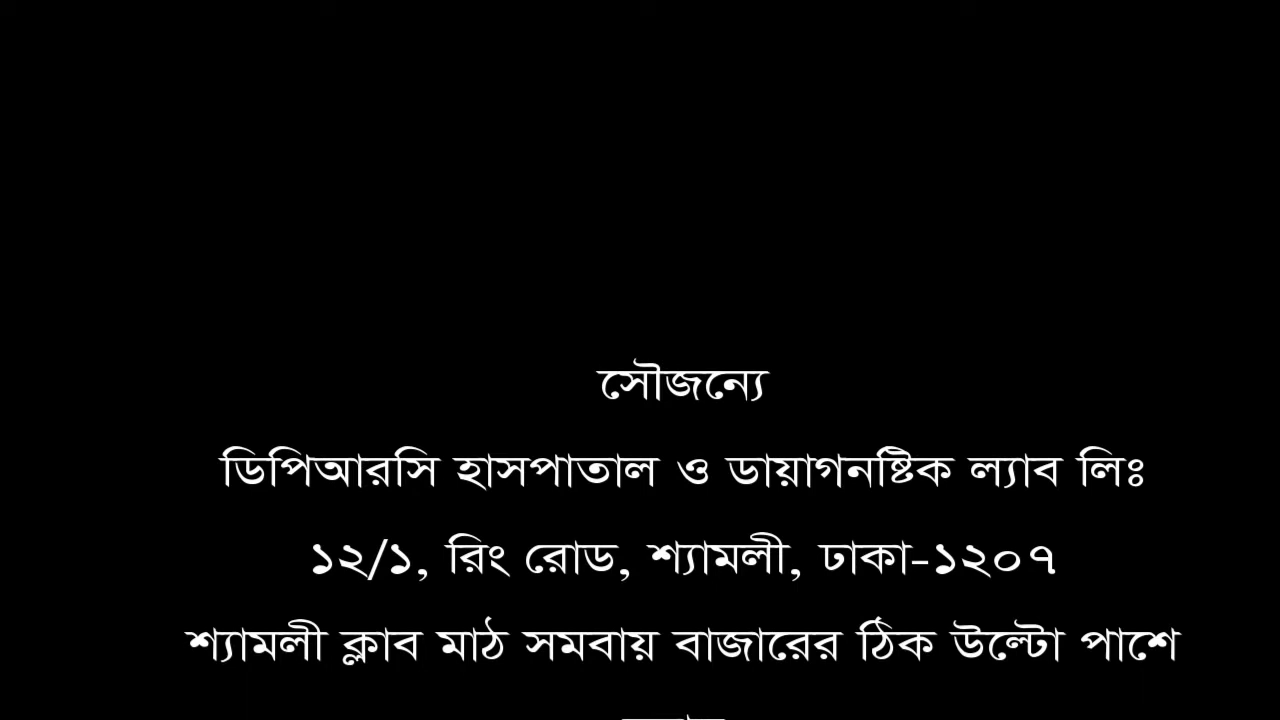 সৌজন্যে
ডিপিআরসি হাসপাতাল ও ডায়াগনষ্টিক ল্যাব লিঃ
১২/১, রিং রোড, শ্যামলী, ঢাকা-১২০৭
শ্যামলী ক্লাব মাঠ সমবায় বাজারের ঠিক উল্টো পাশে